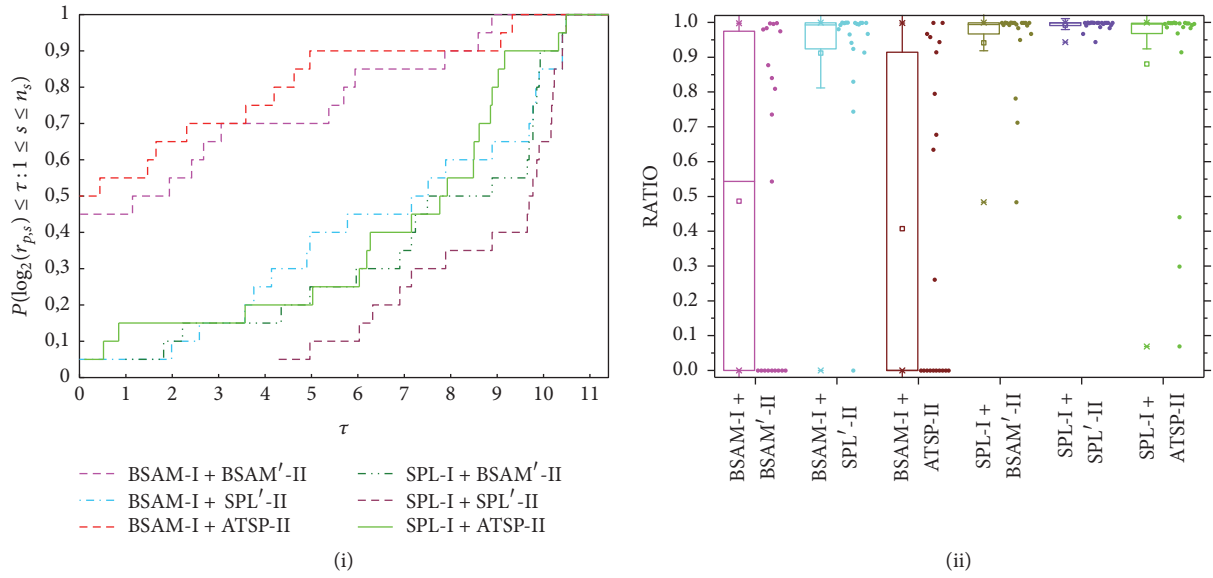 1
0,9
0,8
0,7
0,6
0,5
0,4
0,3
0,2
0,1
0
P(log₂(r_{p,s}) ≤ τ : 1 ≤ s ≤ n_s)
0 1 2 3 4 5 6 7 8 9 10 11
τ
BSAM-I + BSAM′-II
BSAM-I + SPL′-II
BSAM-I + ATSP-II
SPL-I + BSAM′-II
SPL-I + SPL′-II
SPL-I + ATSP-II
(i)
1.0
0.9
0.8
0.7
0.6
0.5
0.4
0.3
0.2
0.1
0.0
RATIO
BSAM-I +
BSAM′-II
BSAM-I +
SPL′-II
BSAM-I +
ATSP-II
SPL-I +
BSAM′-II
SPL-I +
SPL′-II
SPL-I +
ATSP-II
(ii)